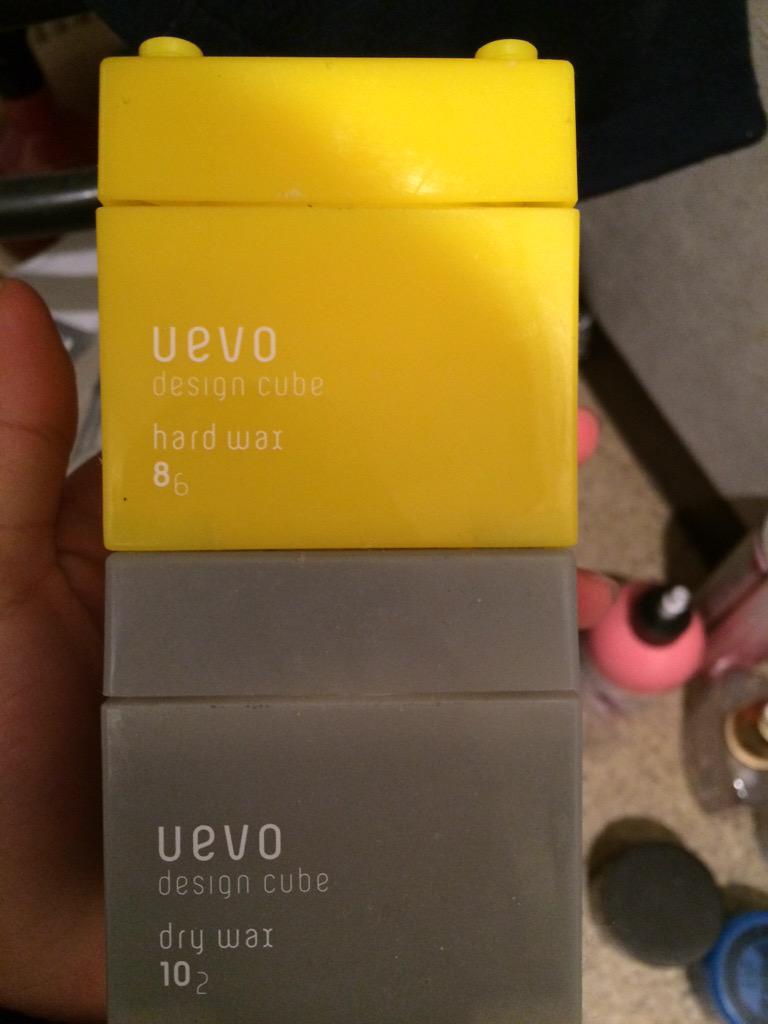 uevo
design cube
hard wax
86
uevo
design cube
dry wax
102